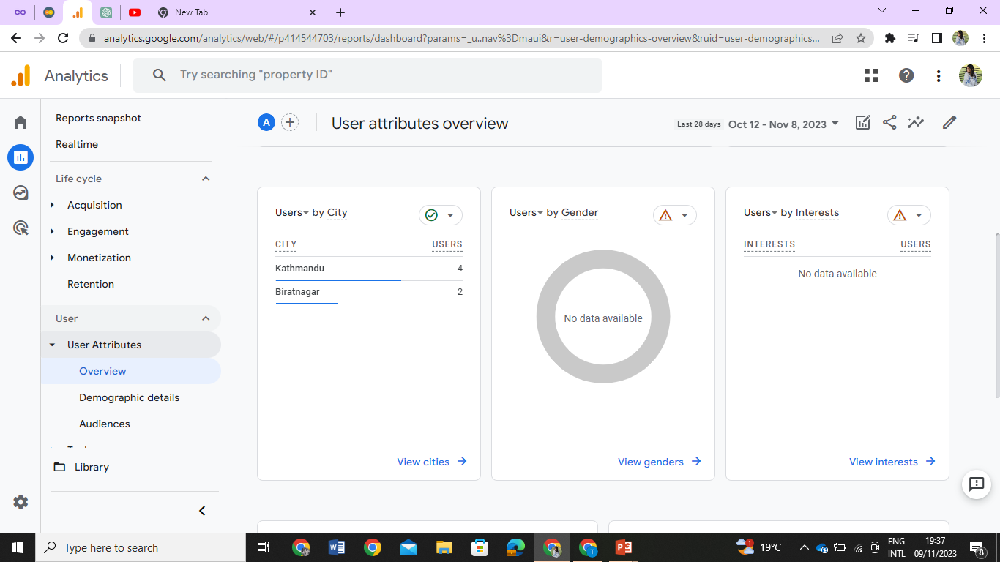 New Tab
analytics.google.com/analytics/web/#/p414544703/reports/dashboard?params=_u..nav%3Dmaui&r=user-demographics-overview&ruid=user-demographics...
Analytics
Try searching "property ID"
Reports snapshot
Realtime
Life cycle
Acquisition
Engagement
Monetization
Retention
User
User Attributes
Overview
Demographic details
Audiences
Library
A
User attributes overview
Last 28 days Oct 12 - Nov 8, 2023
Users by City
CITY USERS
Kathmandu 4
Biratnagar 2
View cities
Users by Gender
No data available
View genders
Users by Interests
INTERESTS USERS
No data available
View interests
Type here to search
1
19°C
ENG
INTL
19:37
09/11/2023
8